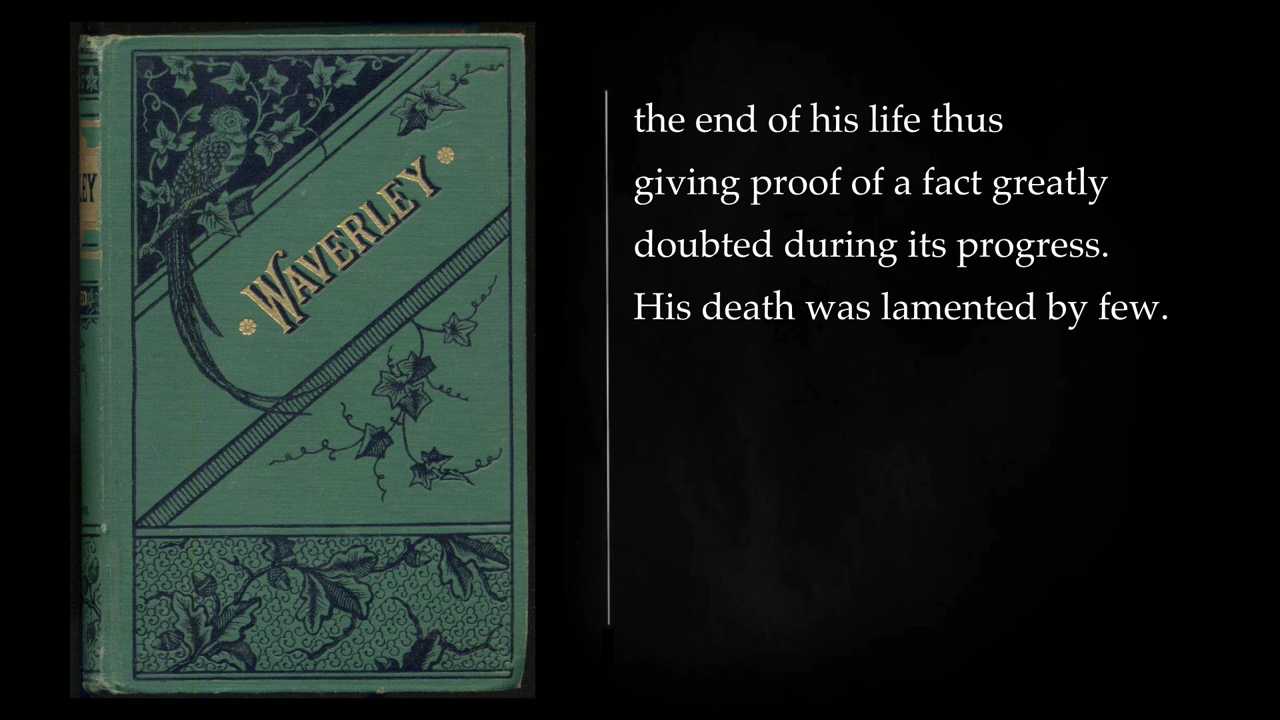 WAVERLEY
EY
the end of his life thus
giving proof of a fact greatly
doubted during its progress.
His death was lamented by few.